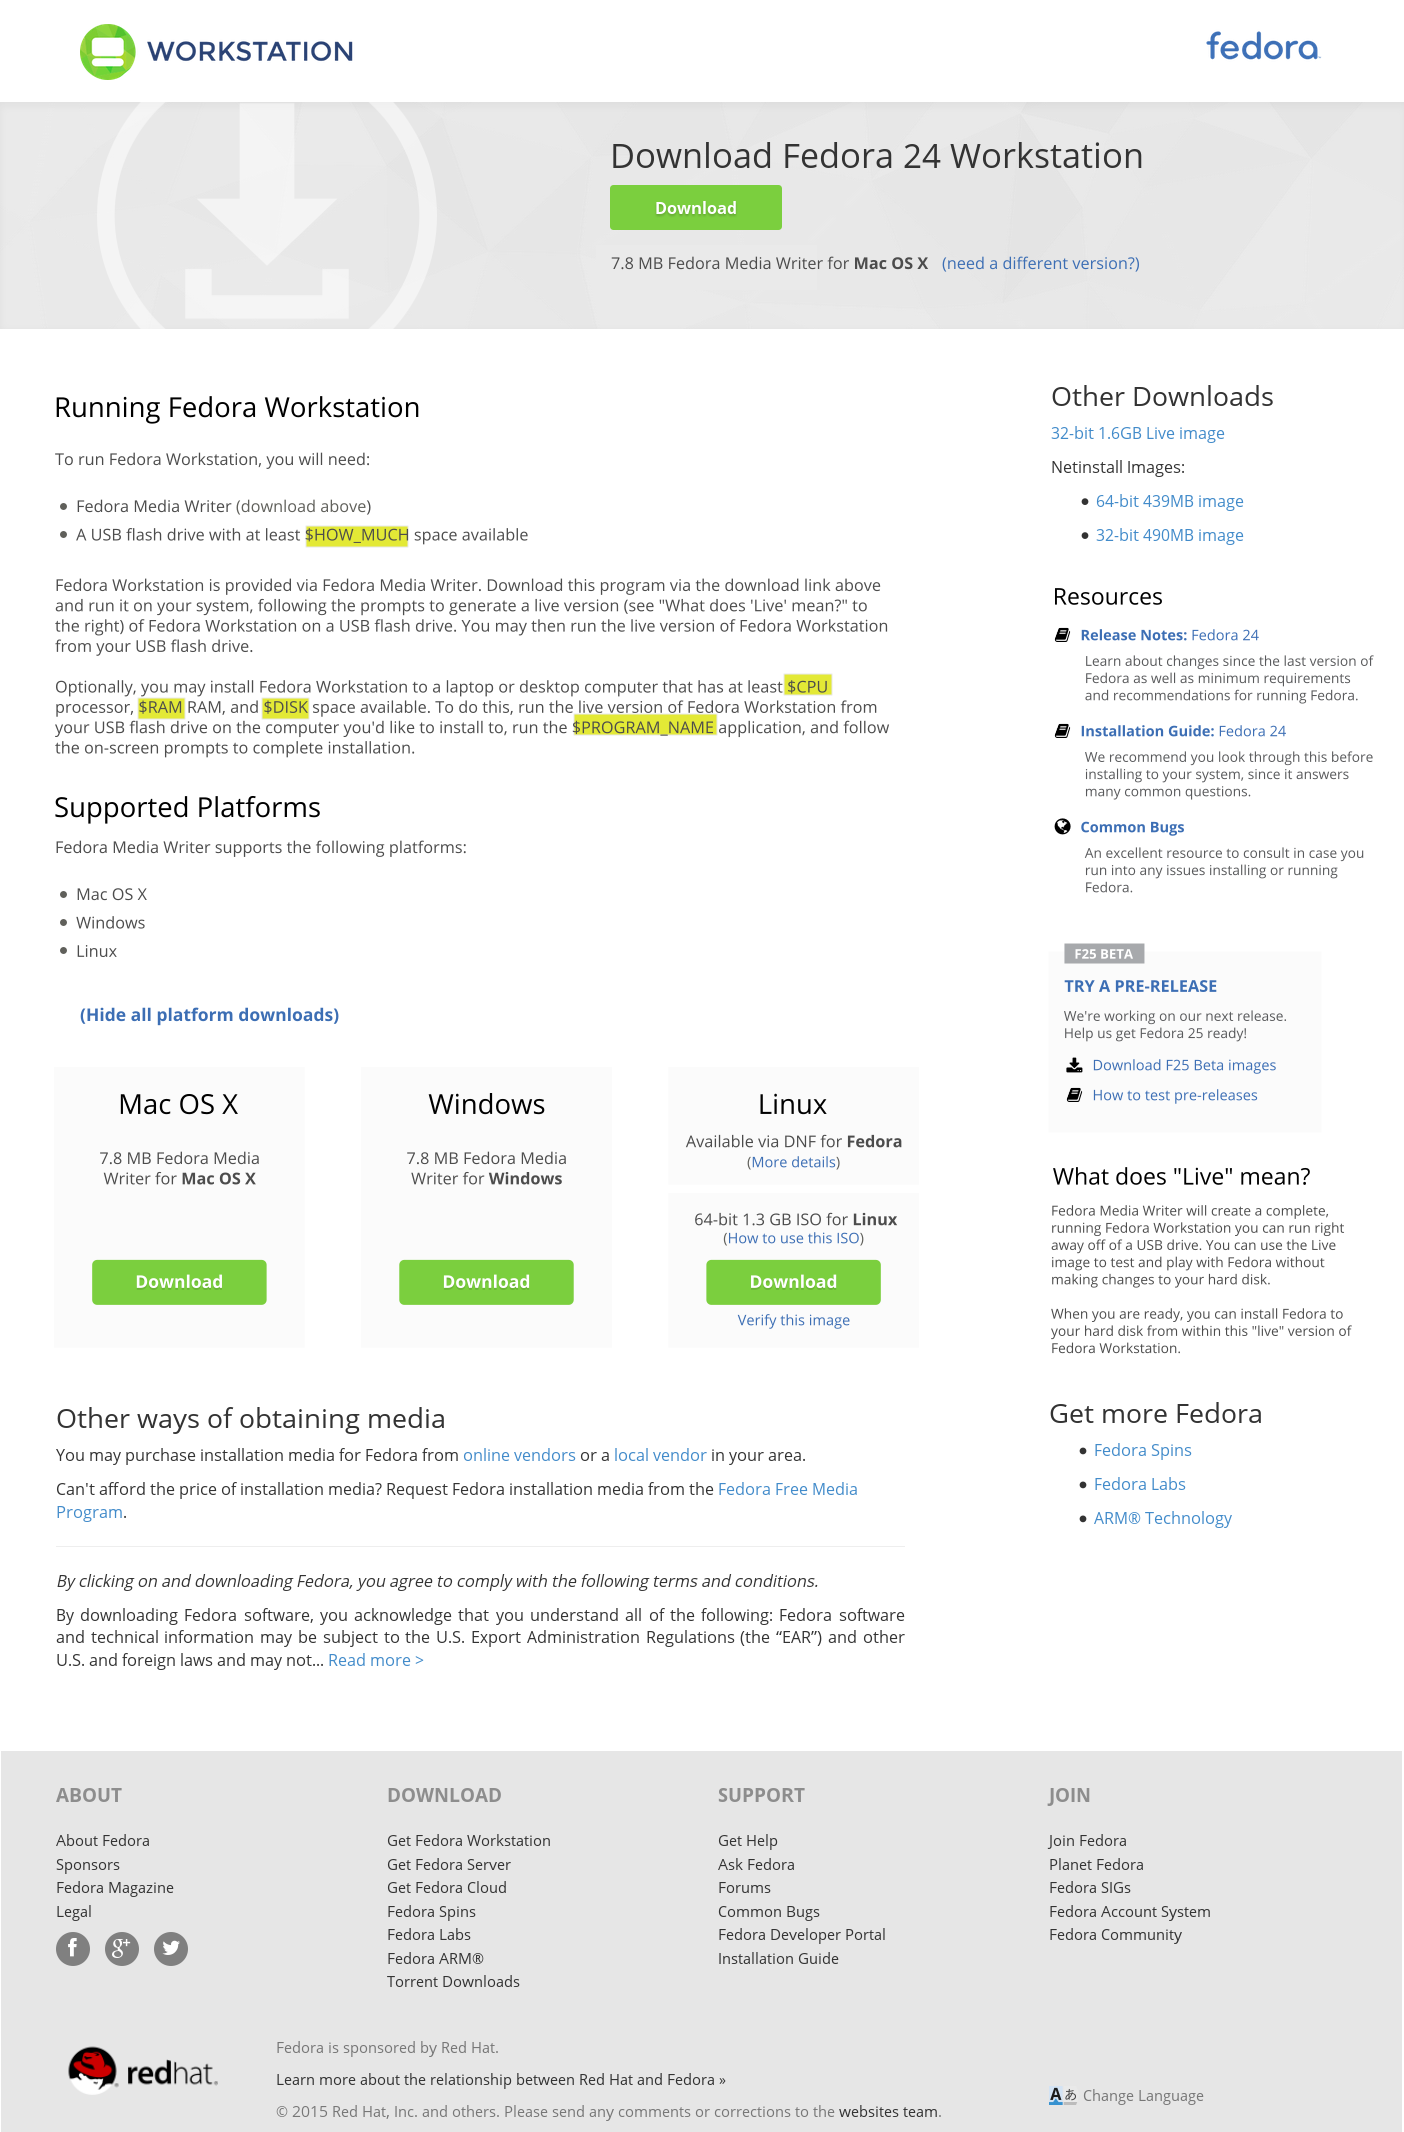 WORKSTATION
fedora
Download Fedora 24 Workstation
Download
7.8 MB Fedora Media Writer for Mac OS X (need a different version?)
Running Fedora Workstation
To run Fedora Workstation, you will need:
• Fedora Media Writer (download above)
• A USB flash drive with at least $HOW_MUCH space available
Fedora Workstation is provided via Fedora Media Writer. Download this program via the download link above
and run it on your system, following the prompts to generate a live version (see "What does 'Live' mean?" to
the right) of Fedora Workstation on a USB flash drive. You may then run the live version of Fedora Workstation
from your USB flash drive.
Optionally, you may install Fedora Workstation to a laptop or desktop computer that has at least $CPU
processor, $RAM RAM, and $DISK space available. To do this, run the live version of Fedora Workstation from
your USB flash drive on the computer you'd like to install to, run the $PROGRAM_NAME application, and follow
the on-screen prompts to complete installation.
Supported Platforms
Fedora Media Writer supports the following platforms:
• Mac OS X
• Windows
• Linux
(Hide all platform downloads)
Mac OS X
7.8 MB Fedora Media
Writer for Mac OS X
Download
Windows
7.8 MB Fedora Media
Writer for Windows
Download
Linux
Available via DNF for Fedora
(More details)
64-bit 1.3 GB ISO for Linux
(How to use this ISO)
Download
Verify this image
Other ways of obtaining media
You may purchase installation media for Fedora from online vendors or a local vendor in your area.
Can't afford the price of installation media? Request Fedora installation media from the Fedora Free Media
Program.
By clicking on and downloading Fedora, you agree to comply with the following terms and conditions.
By downloading Fedora software, you acknowledge that you understand all of the following: Fedora software
and technical information may be subject to the U.S. Export Administration Regulations (the “EAR”) and other
U.S. and foreign laws and may not... Read more >
Other Downloads
32-bit 1.6GB Live image
Netinstall Images:
• 64-bit 439MB image
• 32-bit 490MB image
Resources
Release Notes: Fedora 24
Learn about changes since the last version of
Fedora as well as minimum requirements
and recommendations for running Fedora.
Installation Guide: Fedora 24
We recommend you look through this before
installing to your system, since it answers
many common questions.
Common Bugs
An excellent resource to consult in case you
run into any issues installing or running
Fedora.
F25 BETA
TRY A PRE-RELEASE
We're working on our next release.
Help us get Fedora 25 ready!
Download F25 Beta images
How to test pre-releases
What does "Live" mean?
Fedora Media Writer will create a complete,
running Fedora Workstation you can run right
away off of a USB drive. You can use the Live
image to test and play with Fedora without
making changes to your hard disk.
When you are ready, you can install Fedora to
your hard disk from within this "live" version of
Fedora Workstation.
Get more Fedora
• Fedora Spins
• Fedora Labs
• ARM® Technology
ABOUT
About Fedora
Sponsors
Fedora Magazine
Legal
f g+
DOWNLOAD
Get Fedora Workstation
Get Fedora Server
Get Fedora Cloud
Fedora Spins
Fedora Labs
Fedora ARM®
Torrent Downloads
SUPPORT
Get Help
Ask Fedora
Forums
Common Bugs
Fedora Developer Portal
Installation Guide
JOIN
Join Fedora
Planet Fedora
Fedora SIGs
Fedora Account System
Fedora Community
redhat.
Fedora is sponsored by Red Hat.
Learn more about the relationship between Red Hat and Fedora »
© 2015 Red Hat, Inc. and others. Please send any comments or corrections to the websites team.
Aあ Change Language